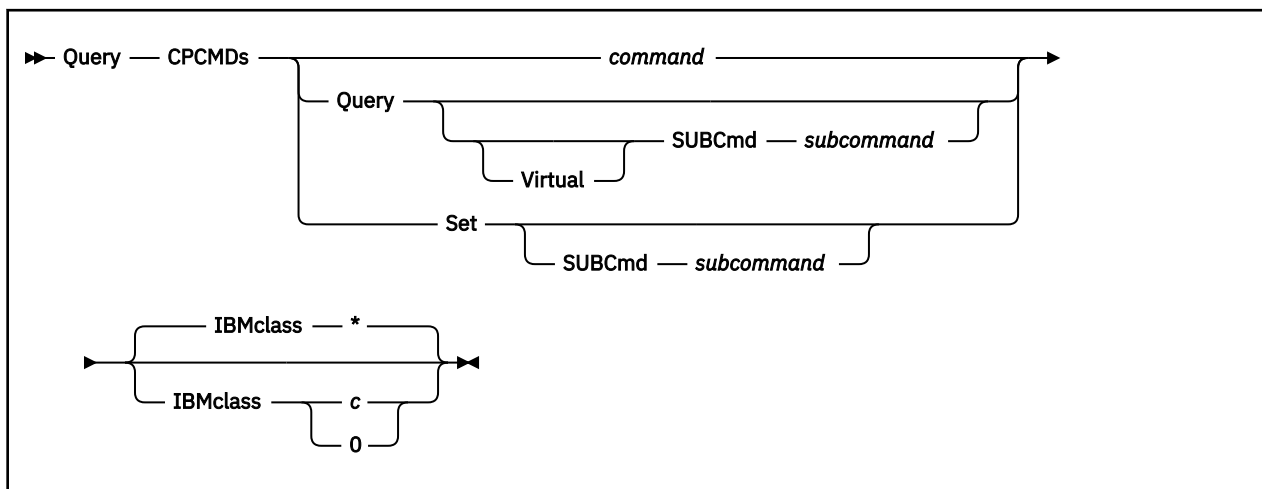 Query CPCMDs command
Query
SUBCmd subcommand
Virtual
Set
SUBCmd subcommand
IBMclass *
IBMclass c
0